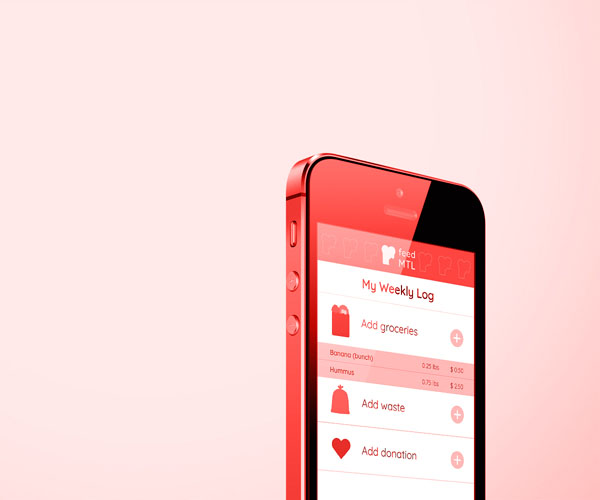 feed
MTL
My Weekly Log
Add groceries
Banana (bunch) 0.25 lbs $ 0.50
Hummus 0.75 lbs $ 2.50
Add waste
Add donation